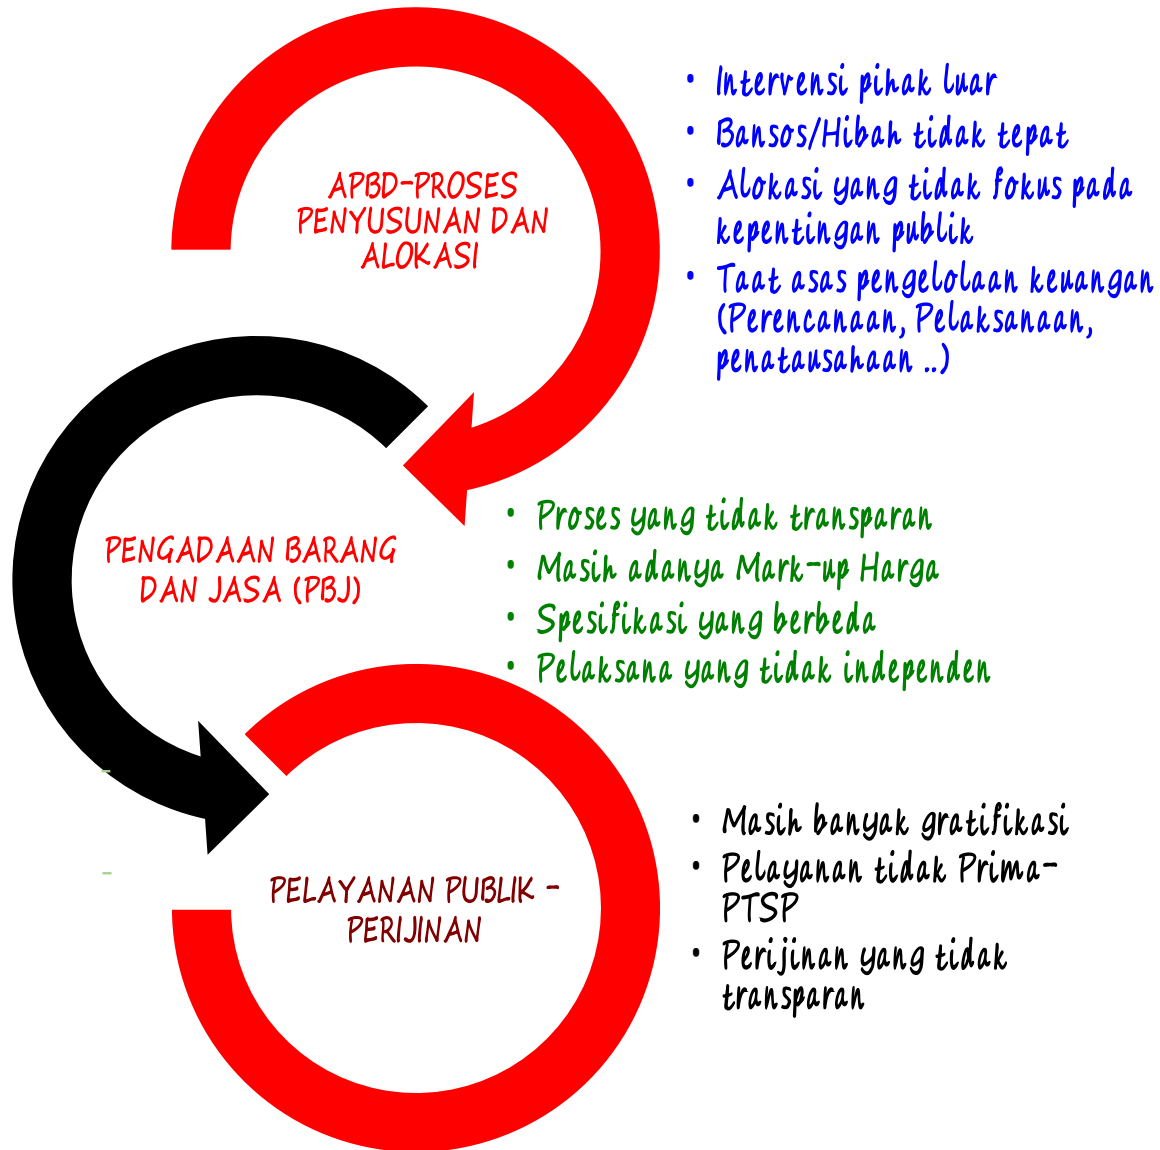 APBD-PROSES
PENYUSUNAN DAN
ALOKASI
• Intervensi pihak luar
• Bansos/Hibah tidak tepat
• Alokasi yang tidak fokus pada
kepentingan publik
• Taat asas pengelolaan keuangan
(Perencanaan, Pelaksanaan,
penatausahaan ..)
PENGADAAN BARANG
DAN JASA (PBJ)
• Proses yang tidak transparan
• Masih adanya Mark-up Harga
• Spesifikasi yang berbeda
• Pelaksana yang tidak independen
PELAYANAN PUBLIK -
PERIJINAN
• Masih banyak gratifikasi
• Pelayanan tidak Prima-
PTSP
• Perijinan yang tidak
transparan